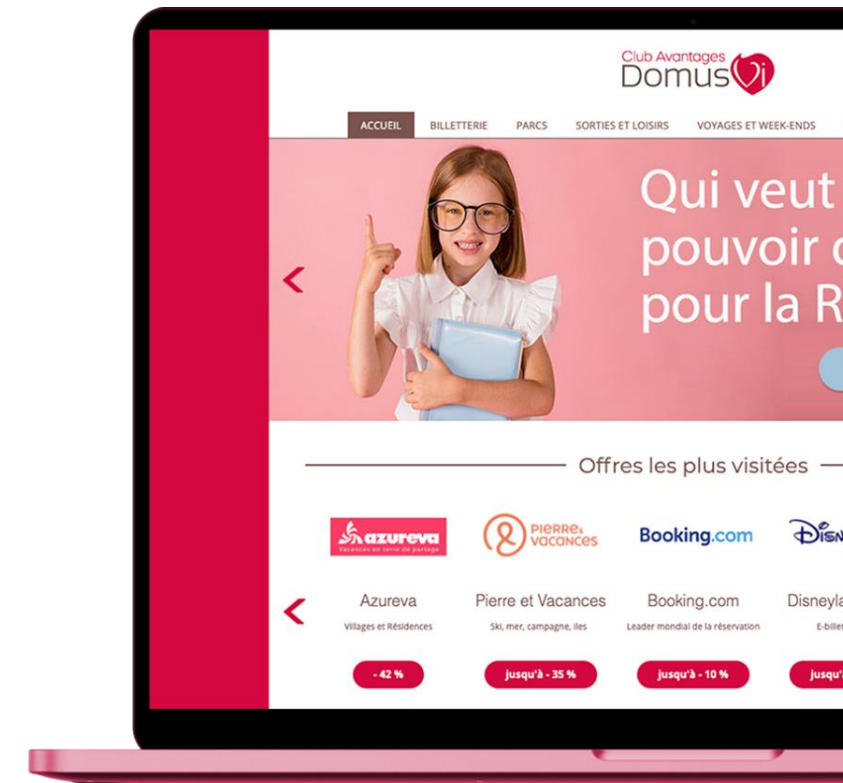 Club Avantages
DomusVi
ACCUEIL BILLETTERIE PARCS SORTIES ET LOISIRS VOYAGES ET WEEK-ENDS
Qui veut
pouvoir
pour la R
Offres les plus visitées
azureva
Vacances en terre de partage
PIERRE &
VACANCES
Booking.com
Azureva Pierre et Vacances Booking.com
Villages et Résidences Ski, mer, campagne, îles Leader mondial de la réservation
- 42 % jusqu'à - 35 % jusqu'à - 10 % jusqu'